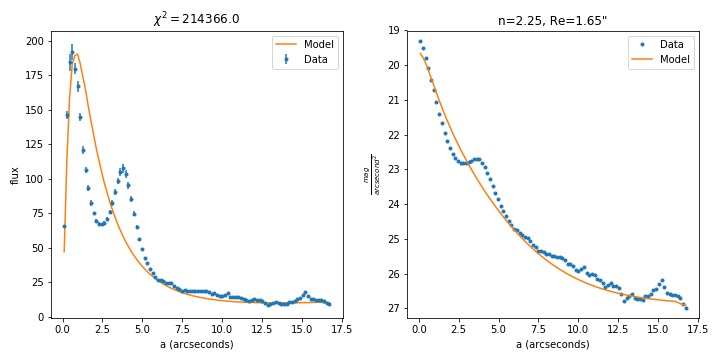 χ² = 214366.0
Model
Data
flux
200
175
150
125
100
75
50
25
0
0.0 2.5 5.0 7.5 10.0 12.5 15.0 17.5
a (arcseconds)
n=2.25, Re=1.65"
Data
Model
mag
arcsecond²
19
20
21
22
23
24
25
26
27
0.0 2.5 5.0 7.5 10.0 12.5 15.0 17.5
a (arcseconds)